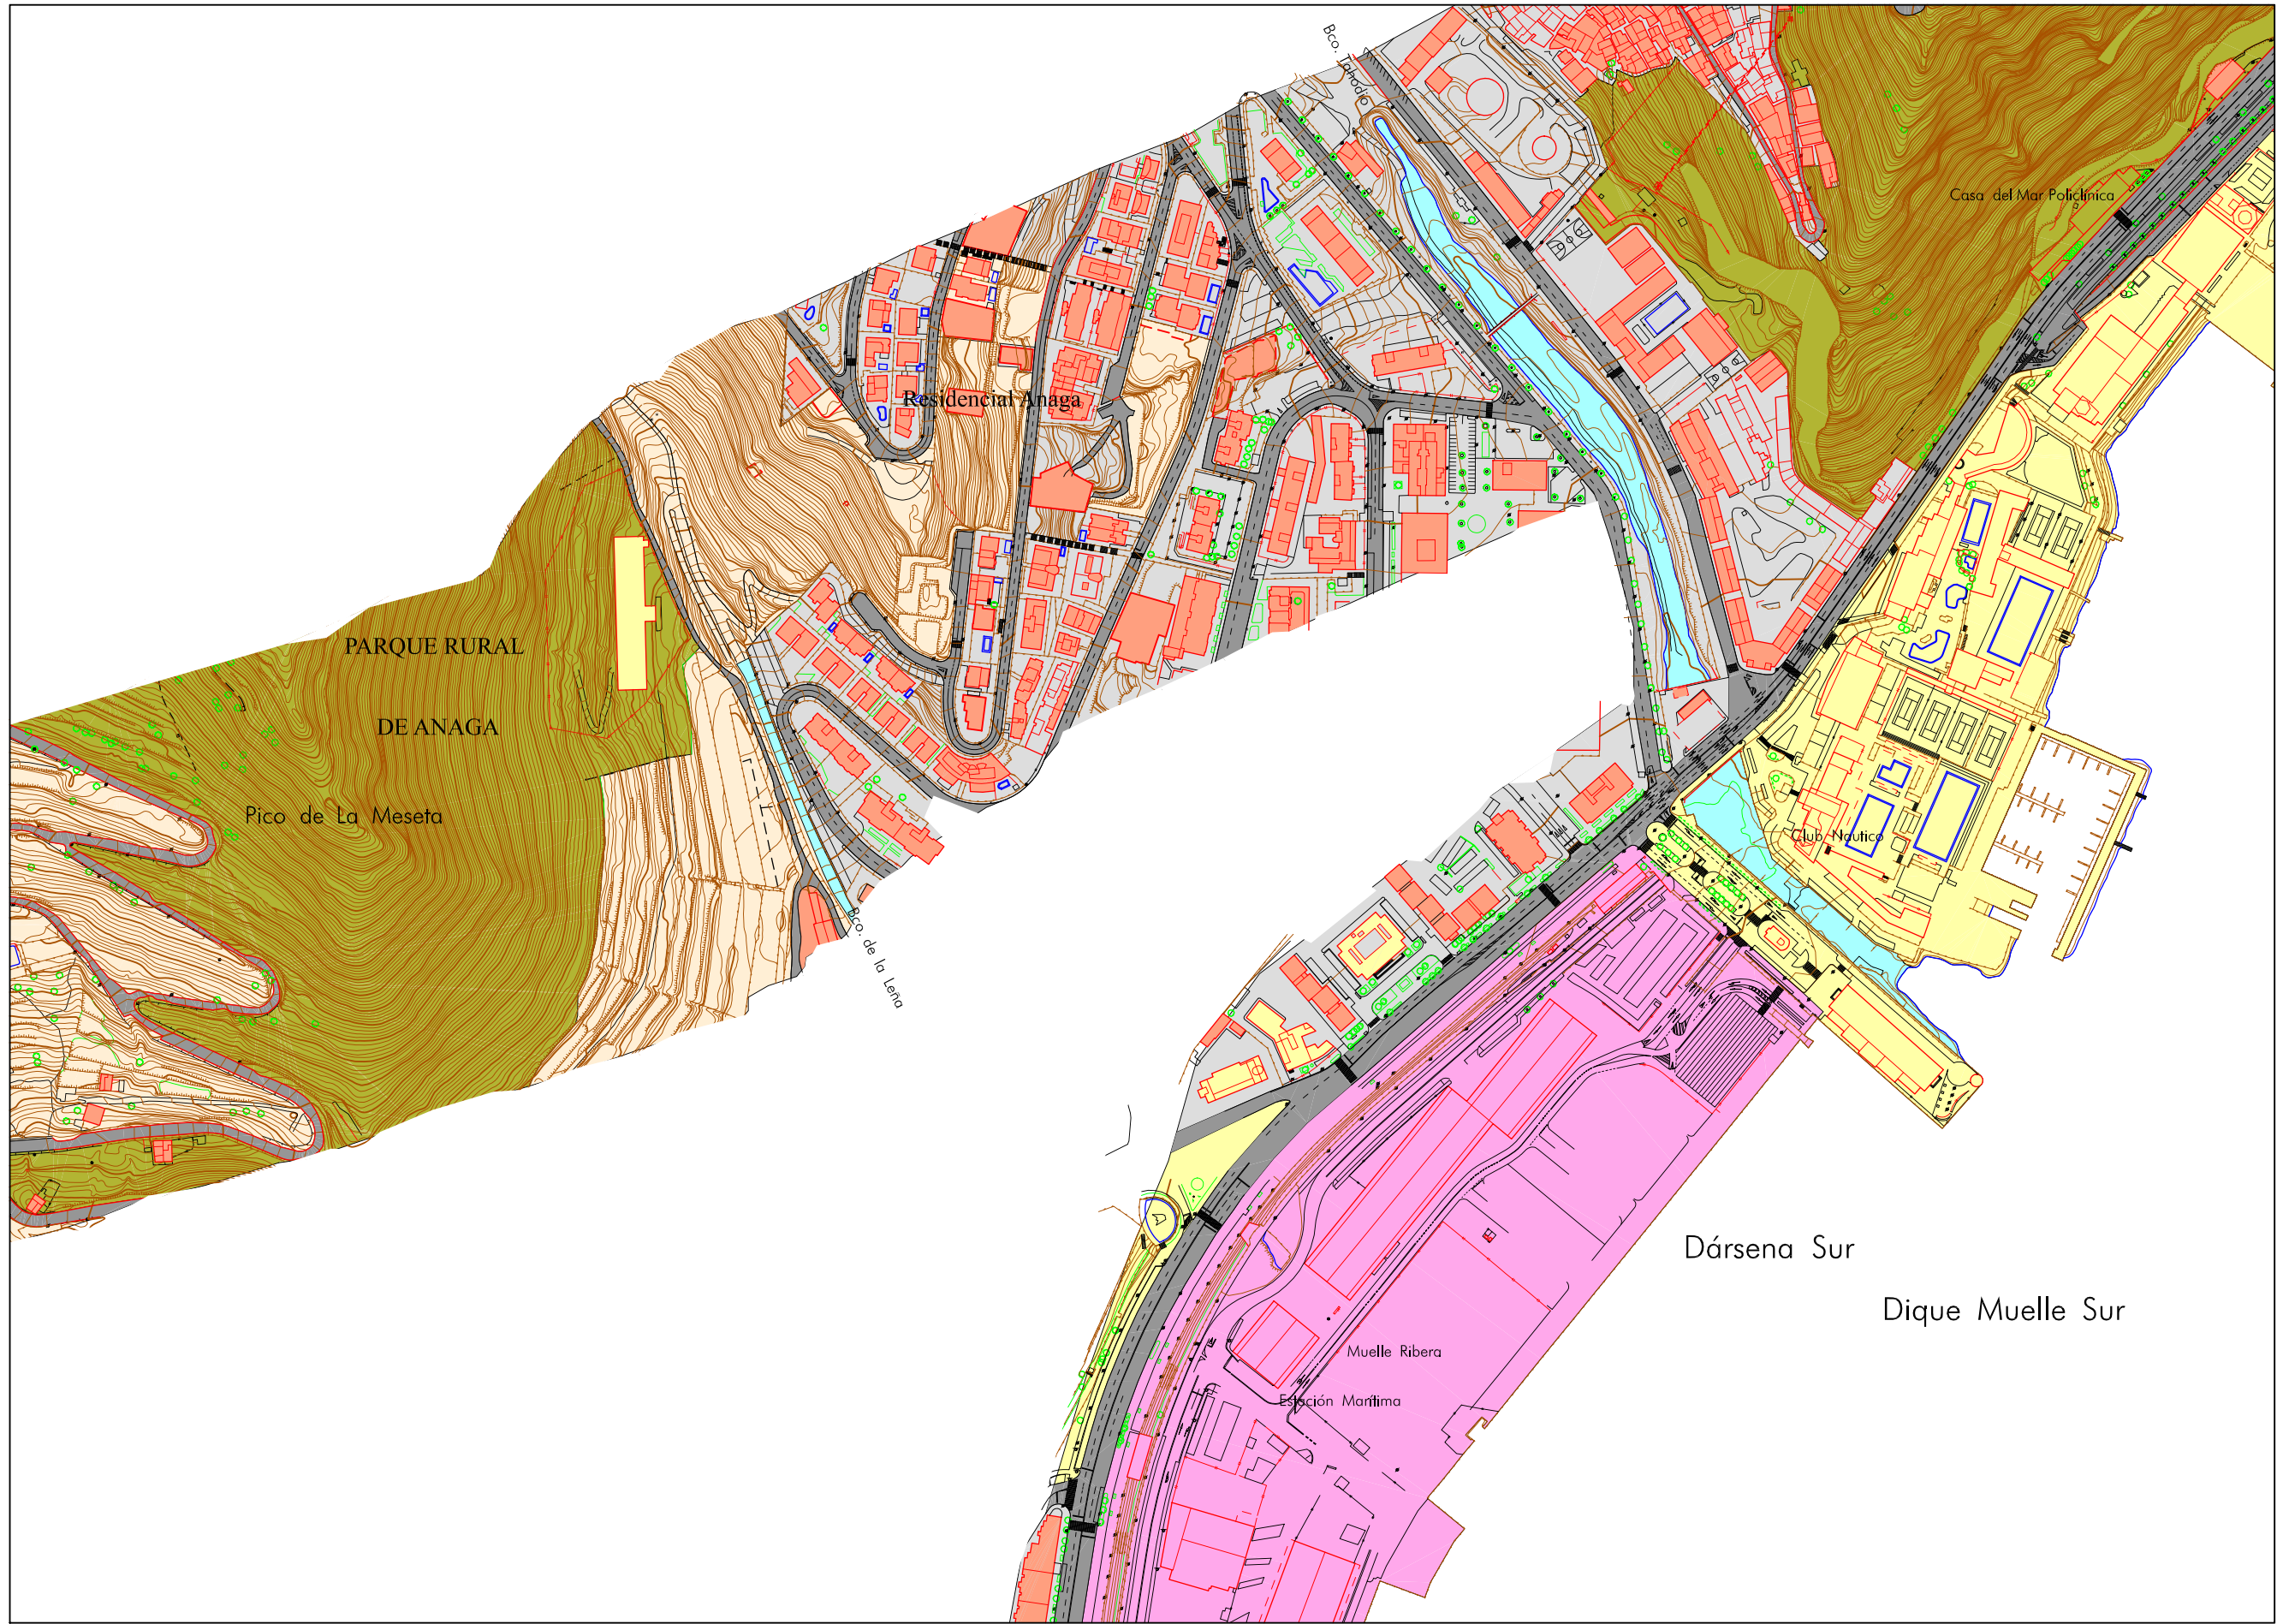 Bco. Tahodio
Casa del Mar Policlínica
Residencial Anaga
PARQUE RURAL
DE ANAGA
Pico de La Meseta
Club Nautico
Bco. de la Leña
Dársena Sur
Dique Muelle Sur
Muelle Ribera
Estación Marítima